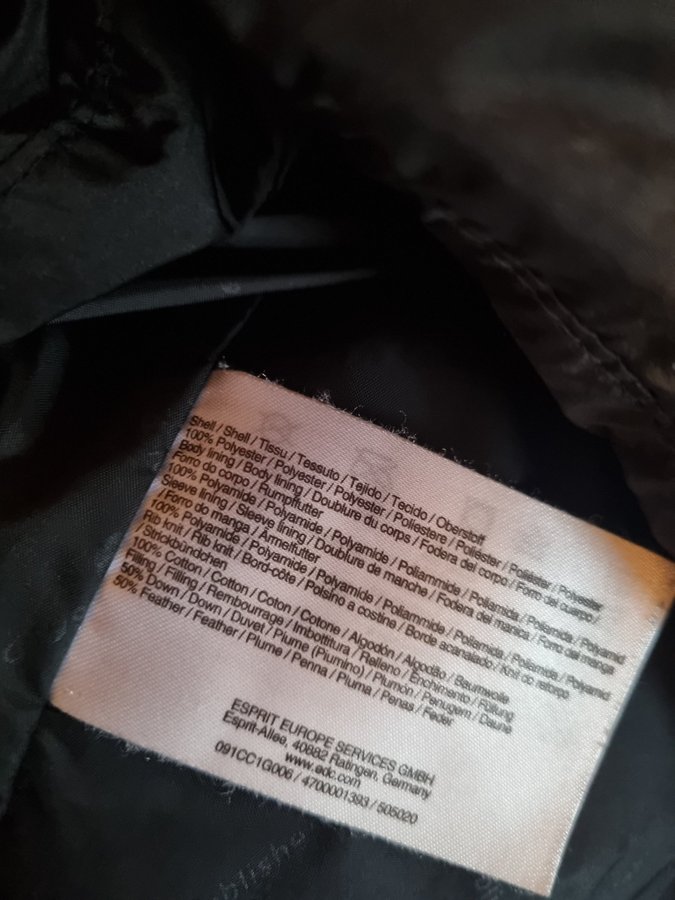 Shell / Shell / Tissu / Tessuto / Tejido / Tecido / Oberstoff
100% Polyester / Polyester / Polyester / Poliestere / Poliéster / Poliéster / Polyester
Body lining / Body lining / Doublure du corps / Fodera del corpo / Forro del cuerpo /
Forro do corpo / Rumpffutter
100% Polyamide / Polyamide / Polyamide / Poliammide / Poliamida / Poliamida / Polyamid
Sleeve lining / Sleeve lining / Doublure de manche / Fodera del manica / Forro del manga
/ Forro do manga / Ärmelfutter
100% Polyamide / Polyamide / Polyamide / Poliammide / Poliamida / Poliamida / Polyamid
Rib knit / Rib knit / Bord-côte / Polsino a costine / Borde acanalado / Knit do reforço
/ Strickbündchen
100% Cotton / Cotton / Coton / Cotone / Algodón / Algodão / Baumwolle
Filling / Filling / Rembourrage / Imbottitura / Relleno / Enchimento / Füllung
50% Down / Down / Duvet / Piume (Piumino) / Plumón / Penugem / Daune
50% Feather / Feather / Plume / Penna / Pluma / Penas / Feder
ESPRIT EUROPE SERVICES GMBH
Esprit-Allee, 40882 Ratingen, Germany
www.edc.com
091CC1G006 / 4700001393 / 505020